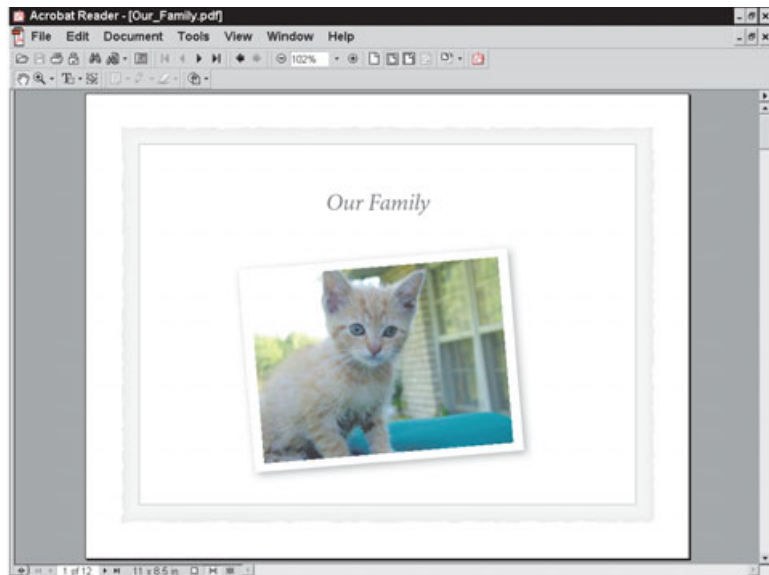 Acrobat Reader - [Our_Family.pdf]
File Edit Document Tools View Window Help
102%
Our Family
1 of 12 11 x 8.5 in